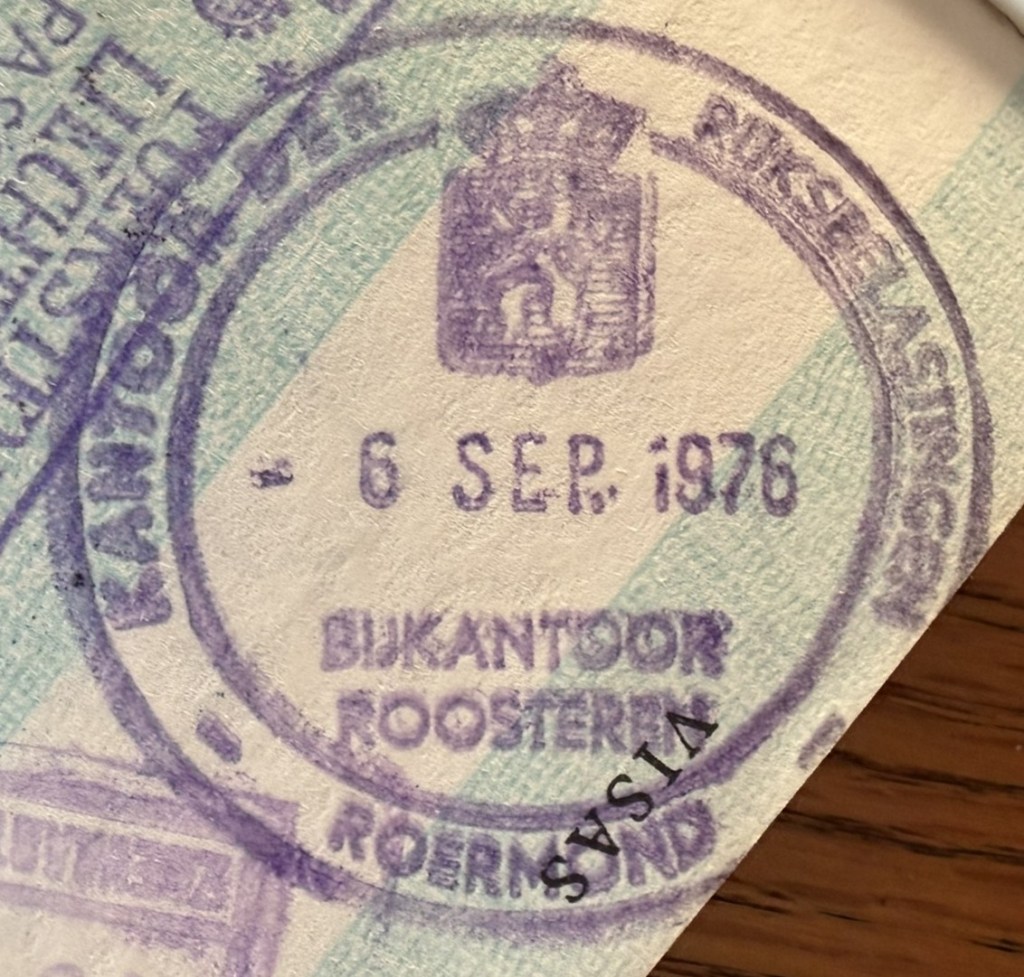 KANTOOR DER RIJKSBELASTINGEN
- 6 SEP. 1976
BIJKANTOOR
ROOSTEREN
ROERMOND
VISAS